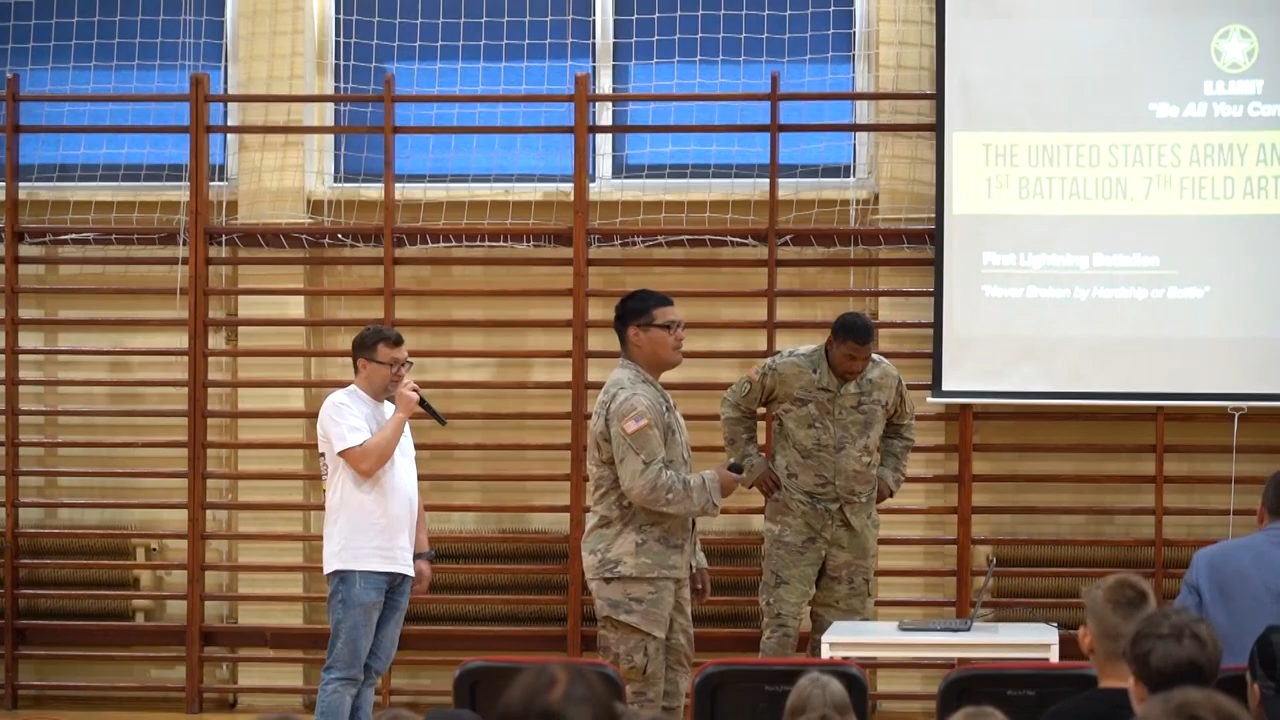 U.S. ARMY
"Be All You Can
THE UNITED STATES ARMY AN
1ST BATTALION, 7TH FIELD ART
First Lightning Battalion
"Never Broken by Hardship or Battle"